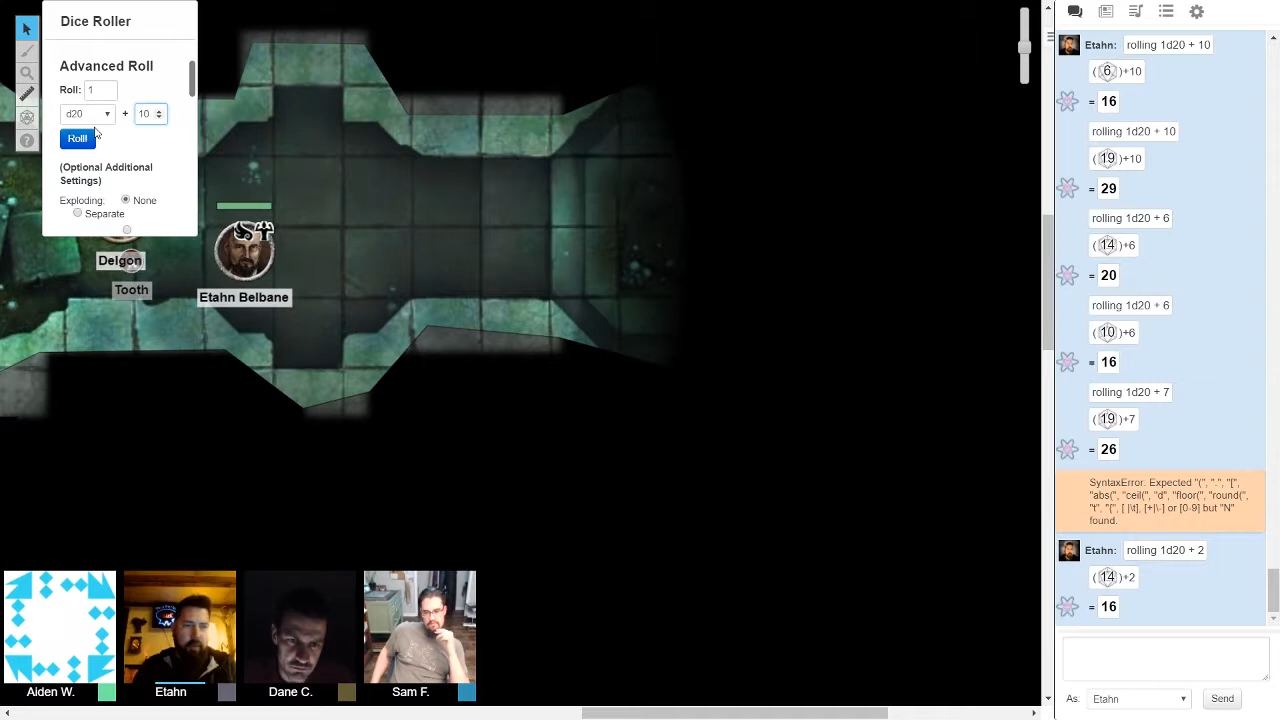 Dice Roller
Advanced Roll
Roll: 1
d20 + 10
Roll!
(Optional Additional
Settings)
Exploding: None
Separate
Delgon
Tooth
Etahn Belbane
Aiden W.
Etahn
Dane C.
Sam F.
Etahn: rolling 1d20 + 10
(6)+10
= 16
rolling 1d20 + 10
(19)+10
= 29
rolling 1d20 + 6
(14)+6
= 20
rolling 1d20 + 6
(10)+6
= 16
rolling 1d20 + 7
(19)+7
= 26
SyntaxError: Expected "(", ".", "[",
"abs(", "ceil(", "d", "floor(", "round(",
"t", "{", [ |\t], [+|\-] or [0-9] but "N"
found.
Etahn: rolling 1d20 + 2
(14)+2
= 16
As: Etahn Send